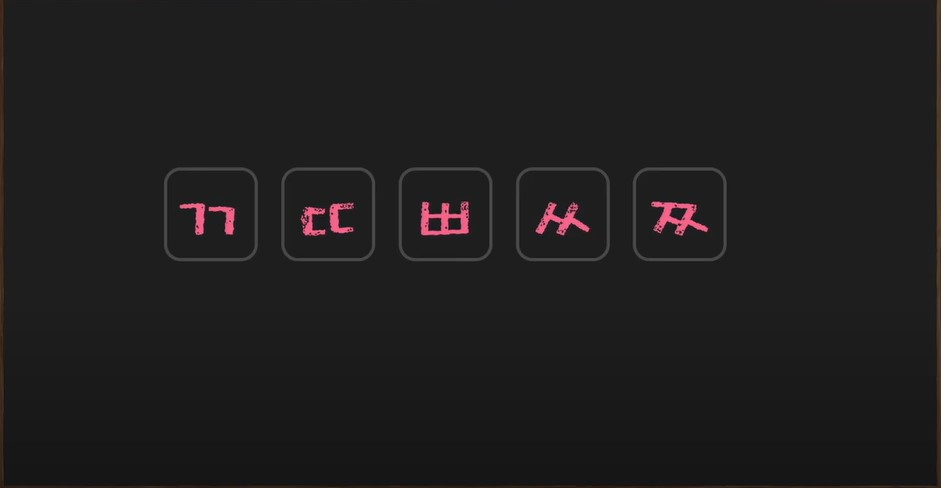 ㄲ ㄸ ㅃ ㅆ ㅉ